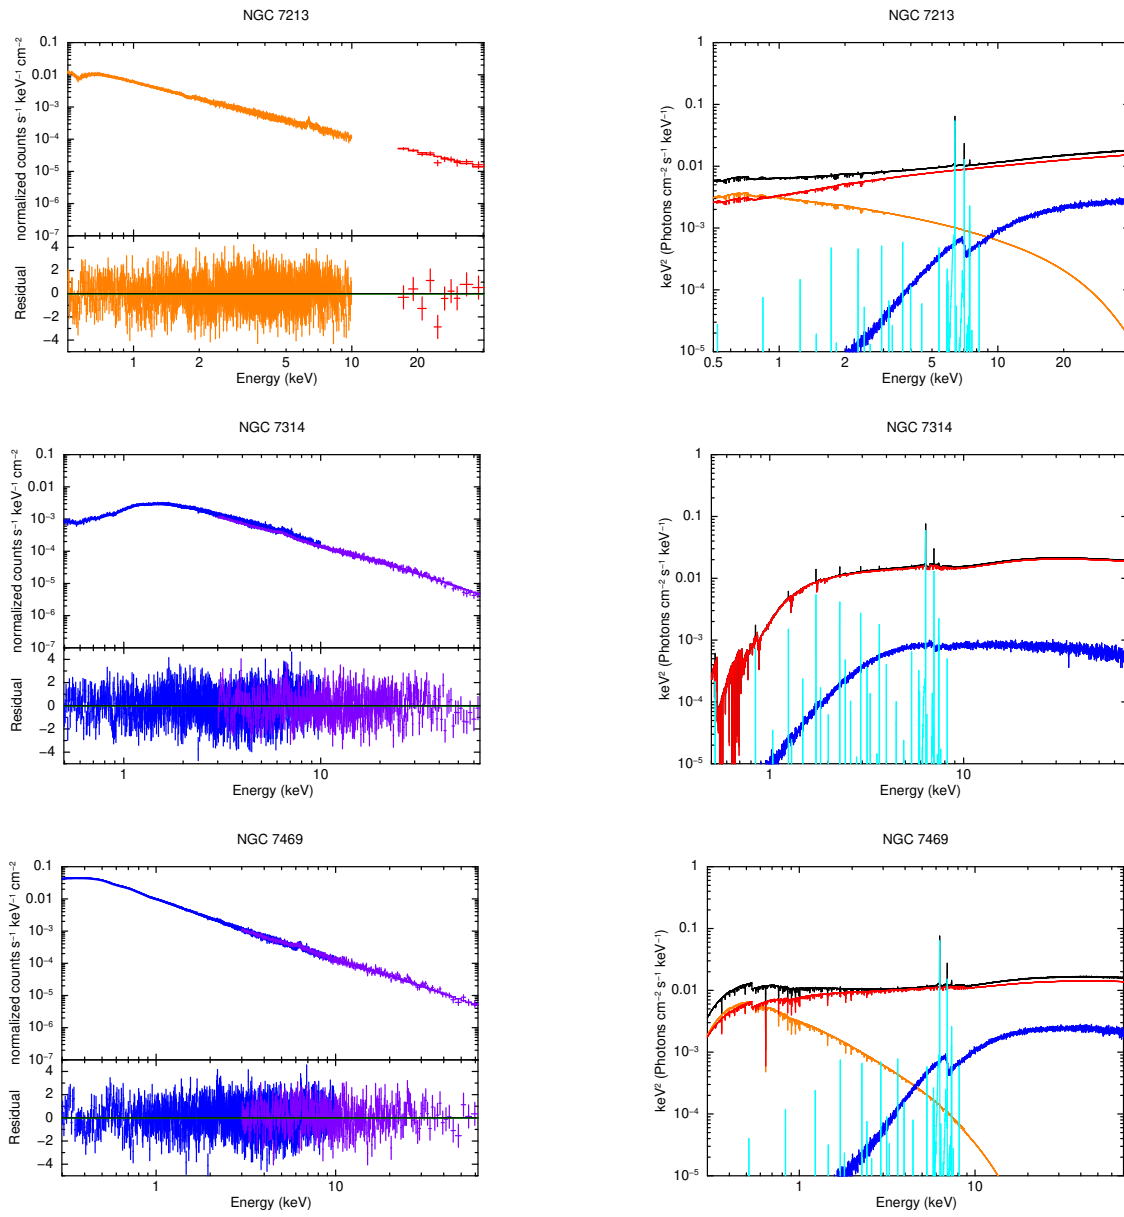 NGC 7213
normalized counts s⁻¹ keV⁻¹ cm⁻²
0.1
0.01
10⁻³
10⁻⁴
10⁻⁵
10⁻⁶
10⁻⁷
Residual
4
2
0
−2
−4
1 2 5 10 20
Energy (keV)
NGC 7213
keV² (Photons cm⁻² s⁻¹ keV⁻¹)
1
0.1
0.01
10⁻³
10⁻⁴
10⁻⁵
0.5 1 2 5 10 20
Energy (keV)
NGC 7314
normalized counts s⁻¹ keV⁻¹ cm⁻²
0.1
0.01
10⁻³
10⁻⁴
10⁻⁵
10⁻⁶
10⁻⁷
Residual
4
2
0
−2
−4
1 10
Energy (keV)
NGC 7314
keV² (Photons cm⁻² s⁻¹ keV⁻¹)
1
0.1
0.01
10⁻³
10⁻⁴
10⁻⁵
1 10
Energy (keV)
NGC 7469
normalized counts s⁻¹ keV⁻¹ cm⁻²
0.1
0.01
10⁻³
10⁻⁴
10⁻⁵
10⁻⁶
10⁻⁷
Residual
4
2
0
−2
−4
1 10
Energy (keV)
NGC 7469
keV² (Photons cm⁻² s⁻¹ keV⁻¹)
1
0.1
0.01
10⁻³
10⁻⁴
10⁻⁵
1 10
Energy (keV)